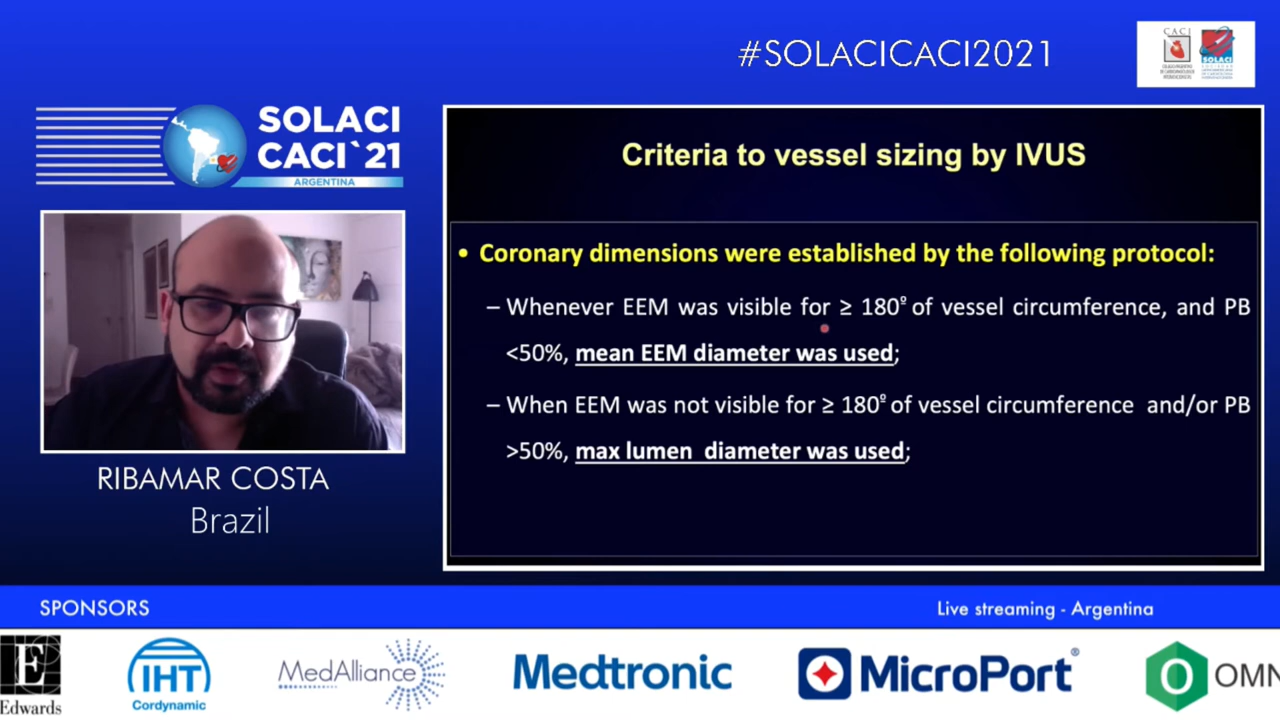 #SOLACICACI2021
CACI
SOLACI
SOLACI
CACI`21
ARGENTINA
Criteria to vessel sizing by IVUS
• Coronary dimensions were established by the following protocol:
– Whenever EEM was visible for ≥ 180º of vessel circumference, and PB
<50%, mean EEM diameter was used;
– When EEM was not visible for ≥ 180º of vessel circumference and/or PB
>50%, max lumen diameter was used;
RIBAMAR COSTA
Brazil
SPONSORS
Live streaming - Argentina
Edwards
IHT
Cordynamic
MedAlliance
Medtronic
MicroPort®
OMN